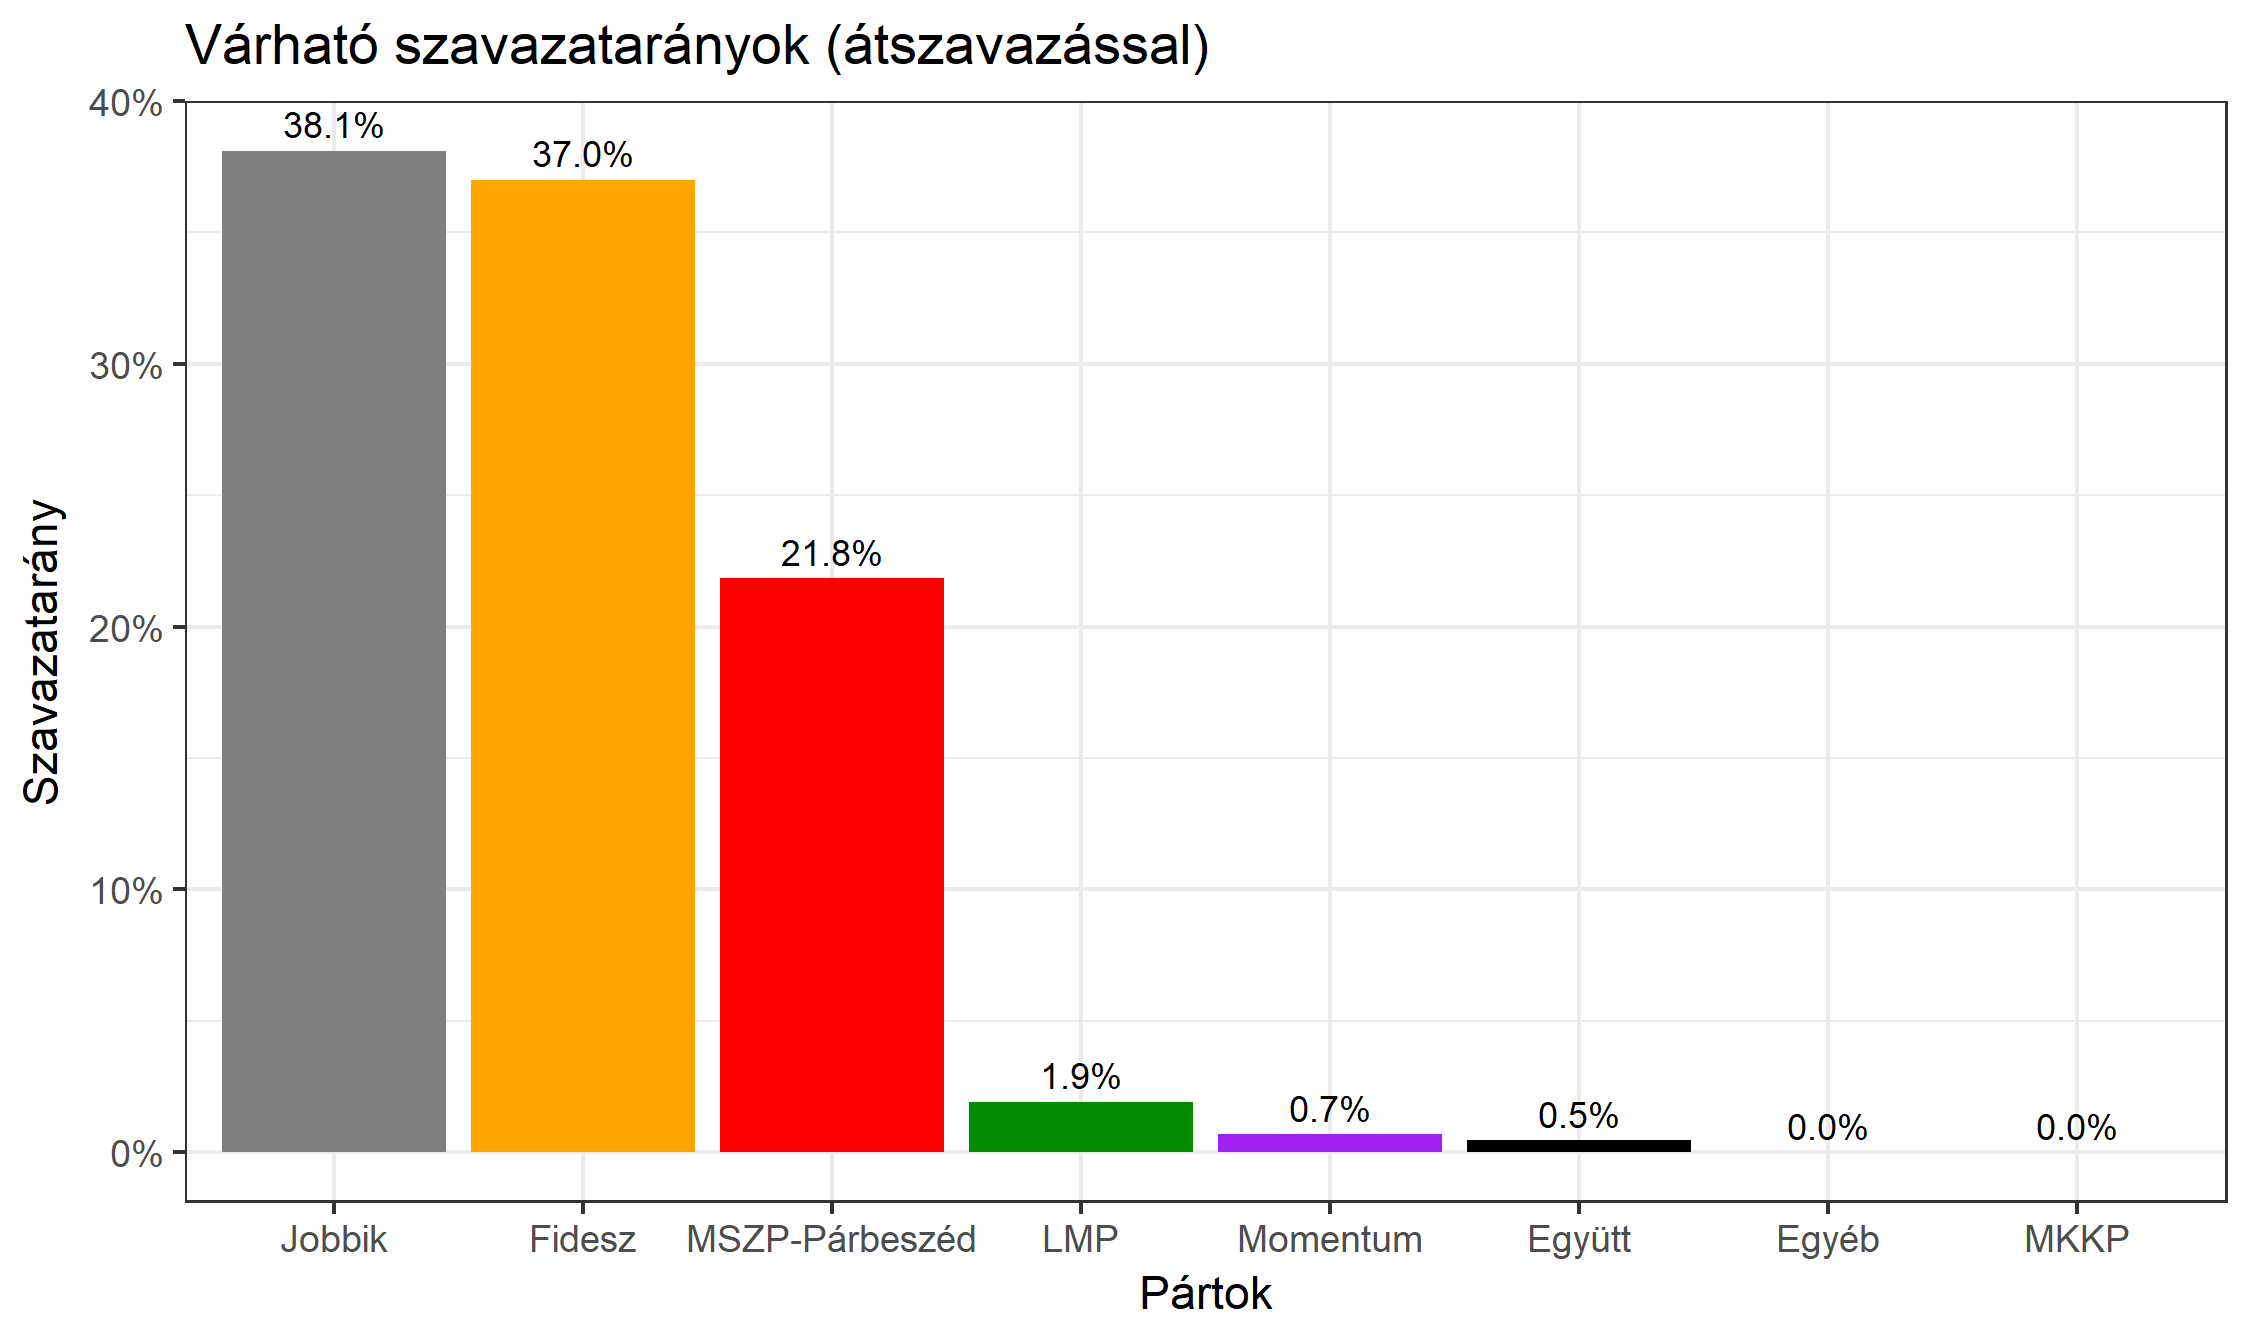 Várható szavazatarányok (átszavazással)
40%
30%
20%
10%
0%
Szavazatarány
38.1%
37.0%
21.8%
1.9%
0.7%
0.5%
0.0%
0.0%
Jobbik
Fidesz
MSZP-Párbeszéd
LMP
Momentum
Együtt
Egyéb
MKKP
Pártok